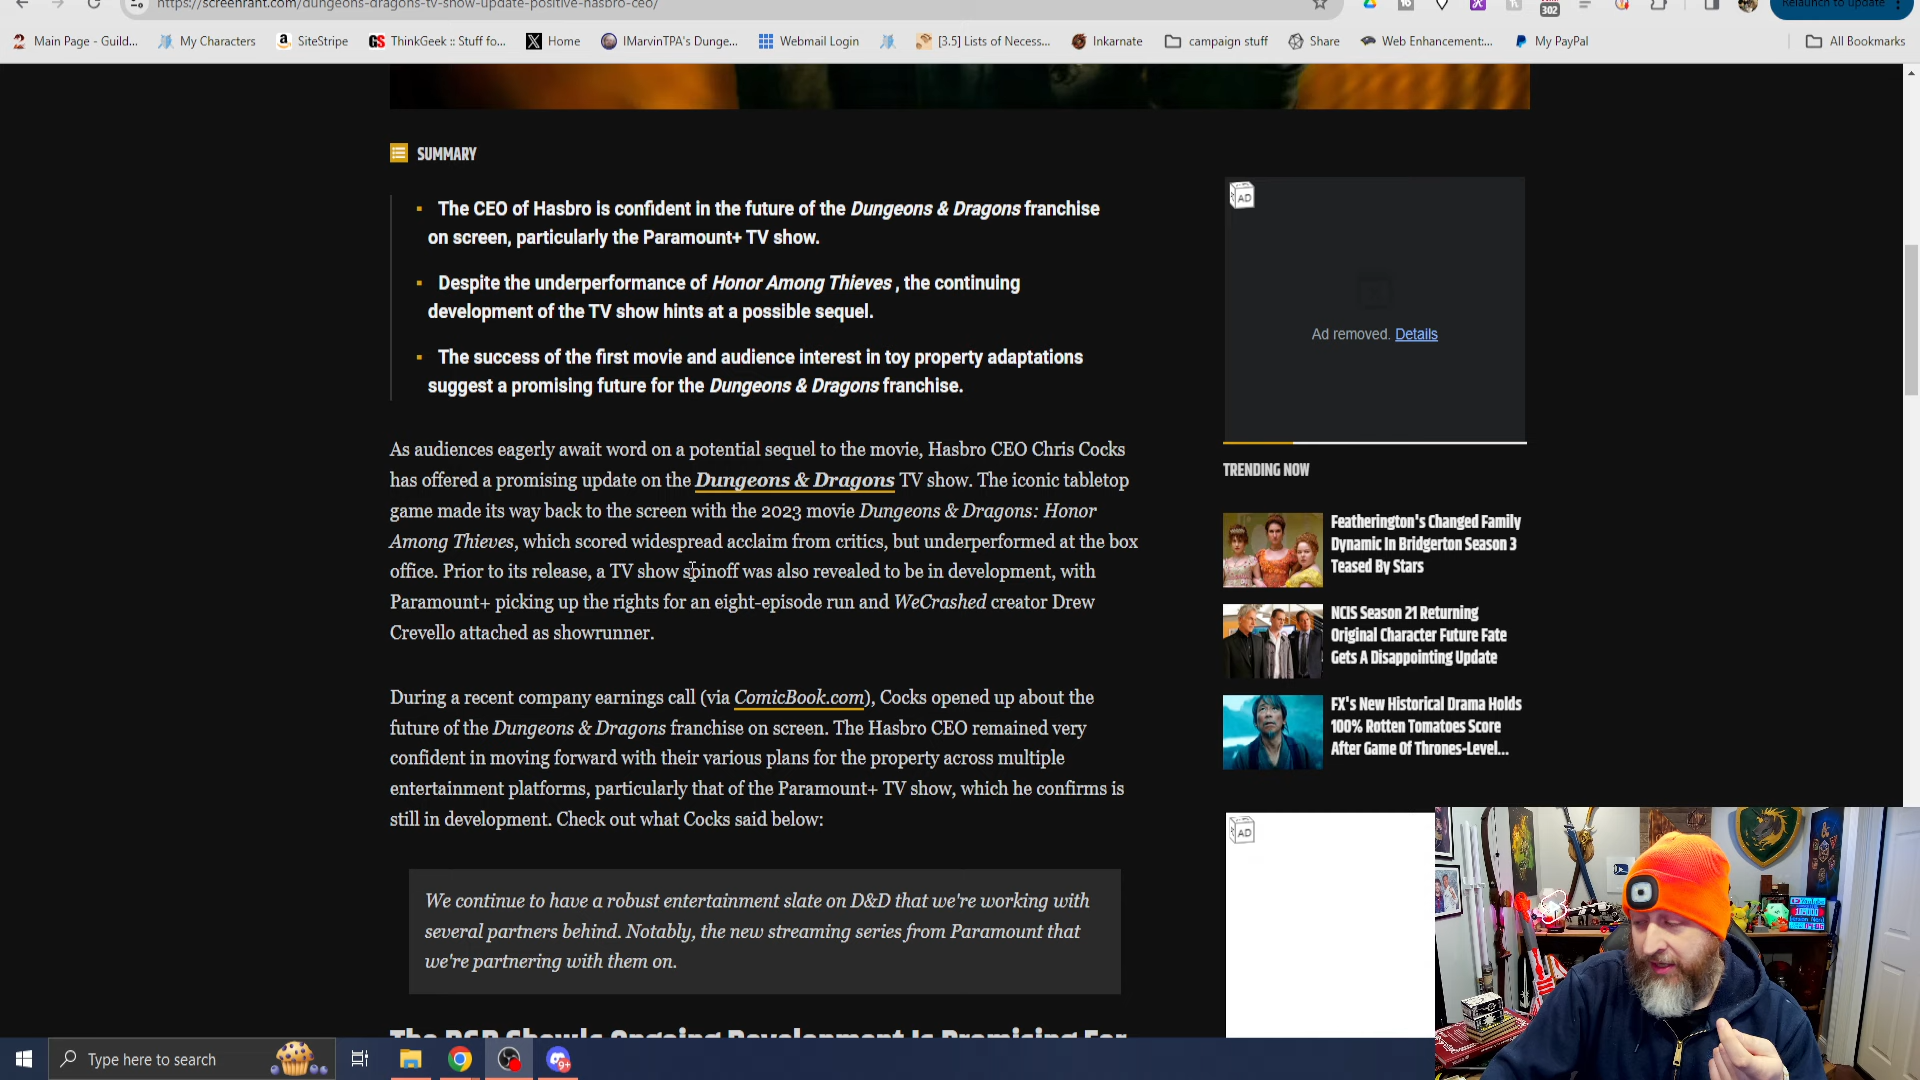 https://screenrant.com/dungeons-dragons-tv-show-update-positive-hasbro-ceo/
302
Relaunch to update
Main Page - Guild...
My Characters
SiteStripe
ThinkGeek :: Stuff fo...
Home
IMarvinTPA's Dunge...
Webmail Login
[3.5] Lists of Necess...
Inkarnate
campaign stuff
Share
Web Enhancement:...
My PayPal
All Bookmarks
SUMMARY
The CEO of Hasbro is confident in the future of the Dungeons & Dragons franchise
on screen, particularly the Paramount+ TV show.
Despite the underperformance of Honor Among Thieves , the continuing
development of the TV show hints at a possible sequel.
The success of the first movie and audience interest in toy property adaptations
suggest a promising future for the Dungeons & Dragons franchise.
As audiences eagerly await word on a potential sequel to the movie, Hasbro CEO Chris Cocks
has offered a promising update on the Dungeons & Dragons TV show. The iconic tabletop
game made its way back to the screen with the 2023 movie Dungeons & Dragons: Honor
Among Thieves, which scored widespread acclaim from critics, but underperformed at the box
office. Prior to its release, a TV show spinoff was also revealed to be in development, with
Paramount+ picking up the rights for an eight-episode run and WeCrashed creator Drew
Crevello attached as showrunner.
During a recent company earnings call (via ComicBook.com), Cocks opened up about the
future of the Dungeons & Dragons franchise on screen. The Hasbro CEO remained very
confident in moving forward with their various plans for the property across multiple
entertainment platforms, particularly that of the Paramount+ TV show, which he confirms is
still in development. Check out what Cocks said below:
We continue to have a robust entertainment slate on D&D that we're working with
several partners behind. Notably, the new streaming series from Paramount that
we're partnering with them on.
The D&D Show's Ongoing Development Is Promising For
AD
Ad removed. Details
TRENDING NOW
Featherington's Changed Family
Dynamic In Bridgerton Season 3
Teased By Stars
NCIS Season 21 Returning
Original Character Future Fate
Gets A Disappointing Update
FX's New Historical Drama Holds
100% Rotten Tomatoes Score
After Game Of Thrones-Level...
AD
Type here to search
9+